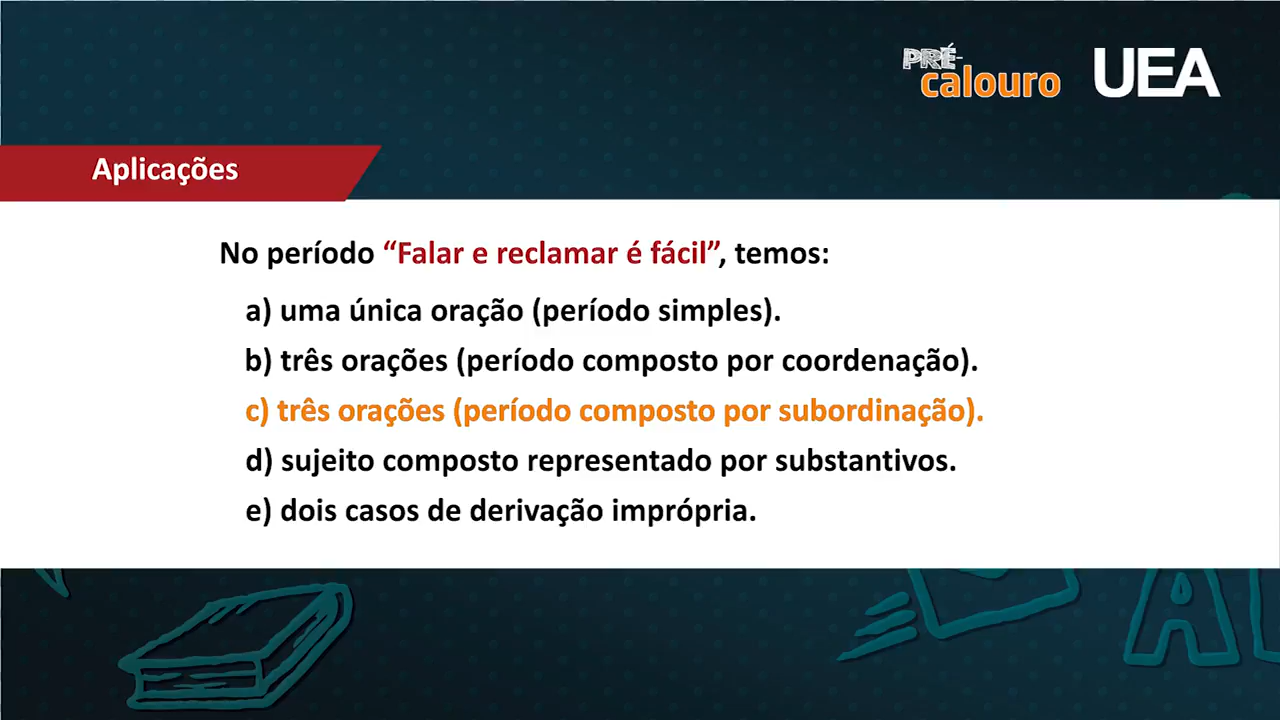 PRÉ-
calouro
UEA
Aplicações
No período “Falar e reclamar é fácil”, temos:
a) uma única oração (período simples).
b) três orações (período composto por coordenação).
c) três orações (período composto por subordinação).
d) sujeito composto representado por substantivos.
e) dois casos de derivação imprópria.